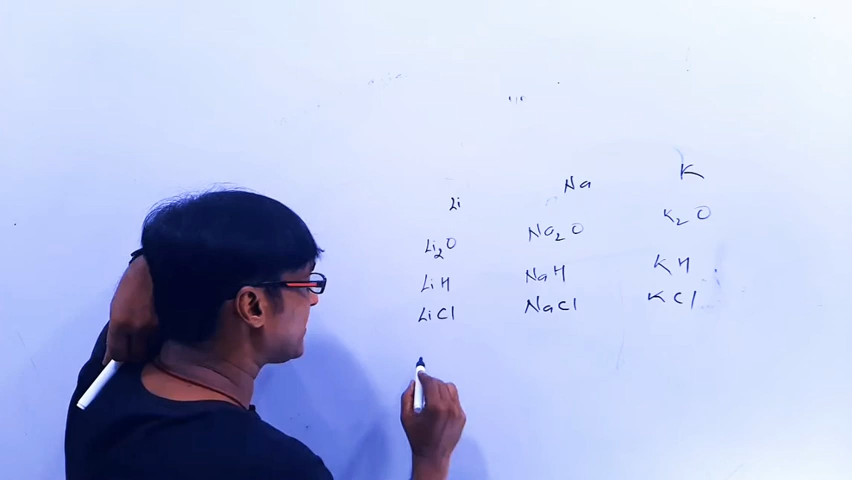 Li Na K
Li₂O Na₂O K₂O
LiH NaH KH
LiCl NaCl KCl